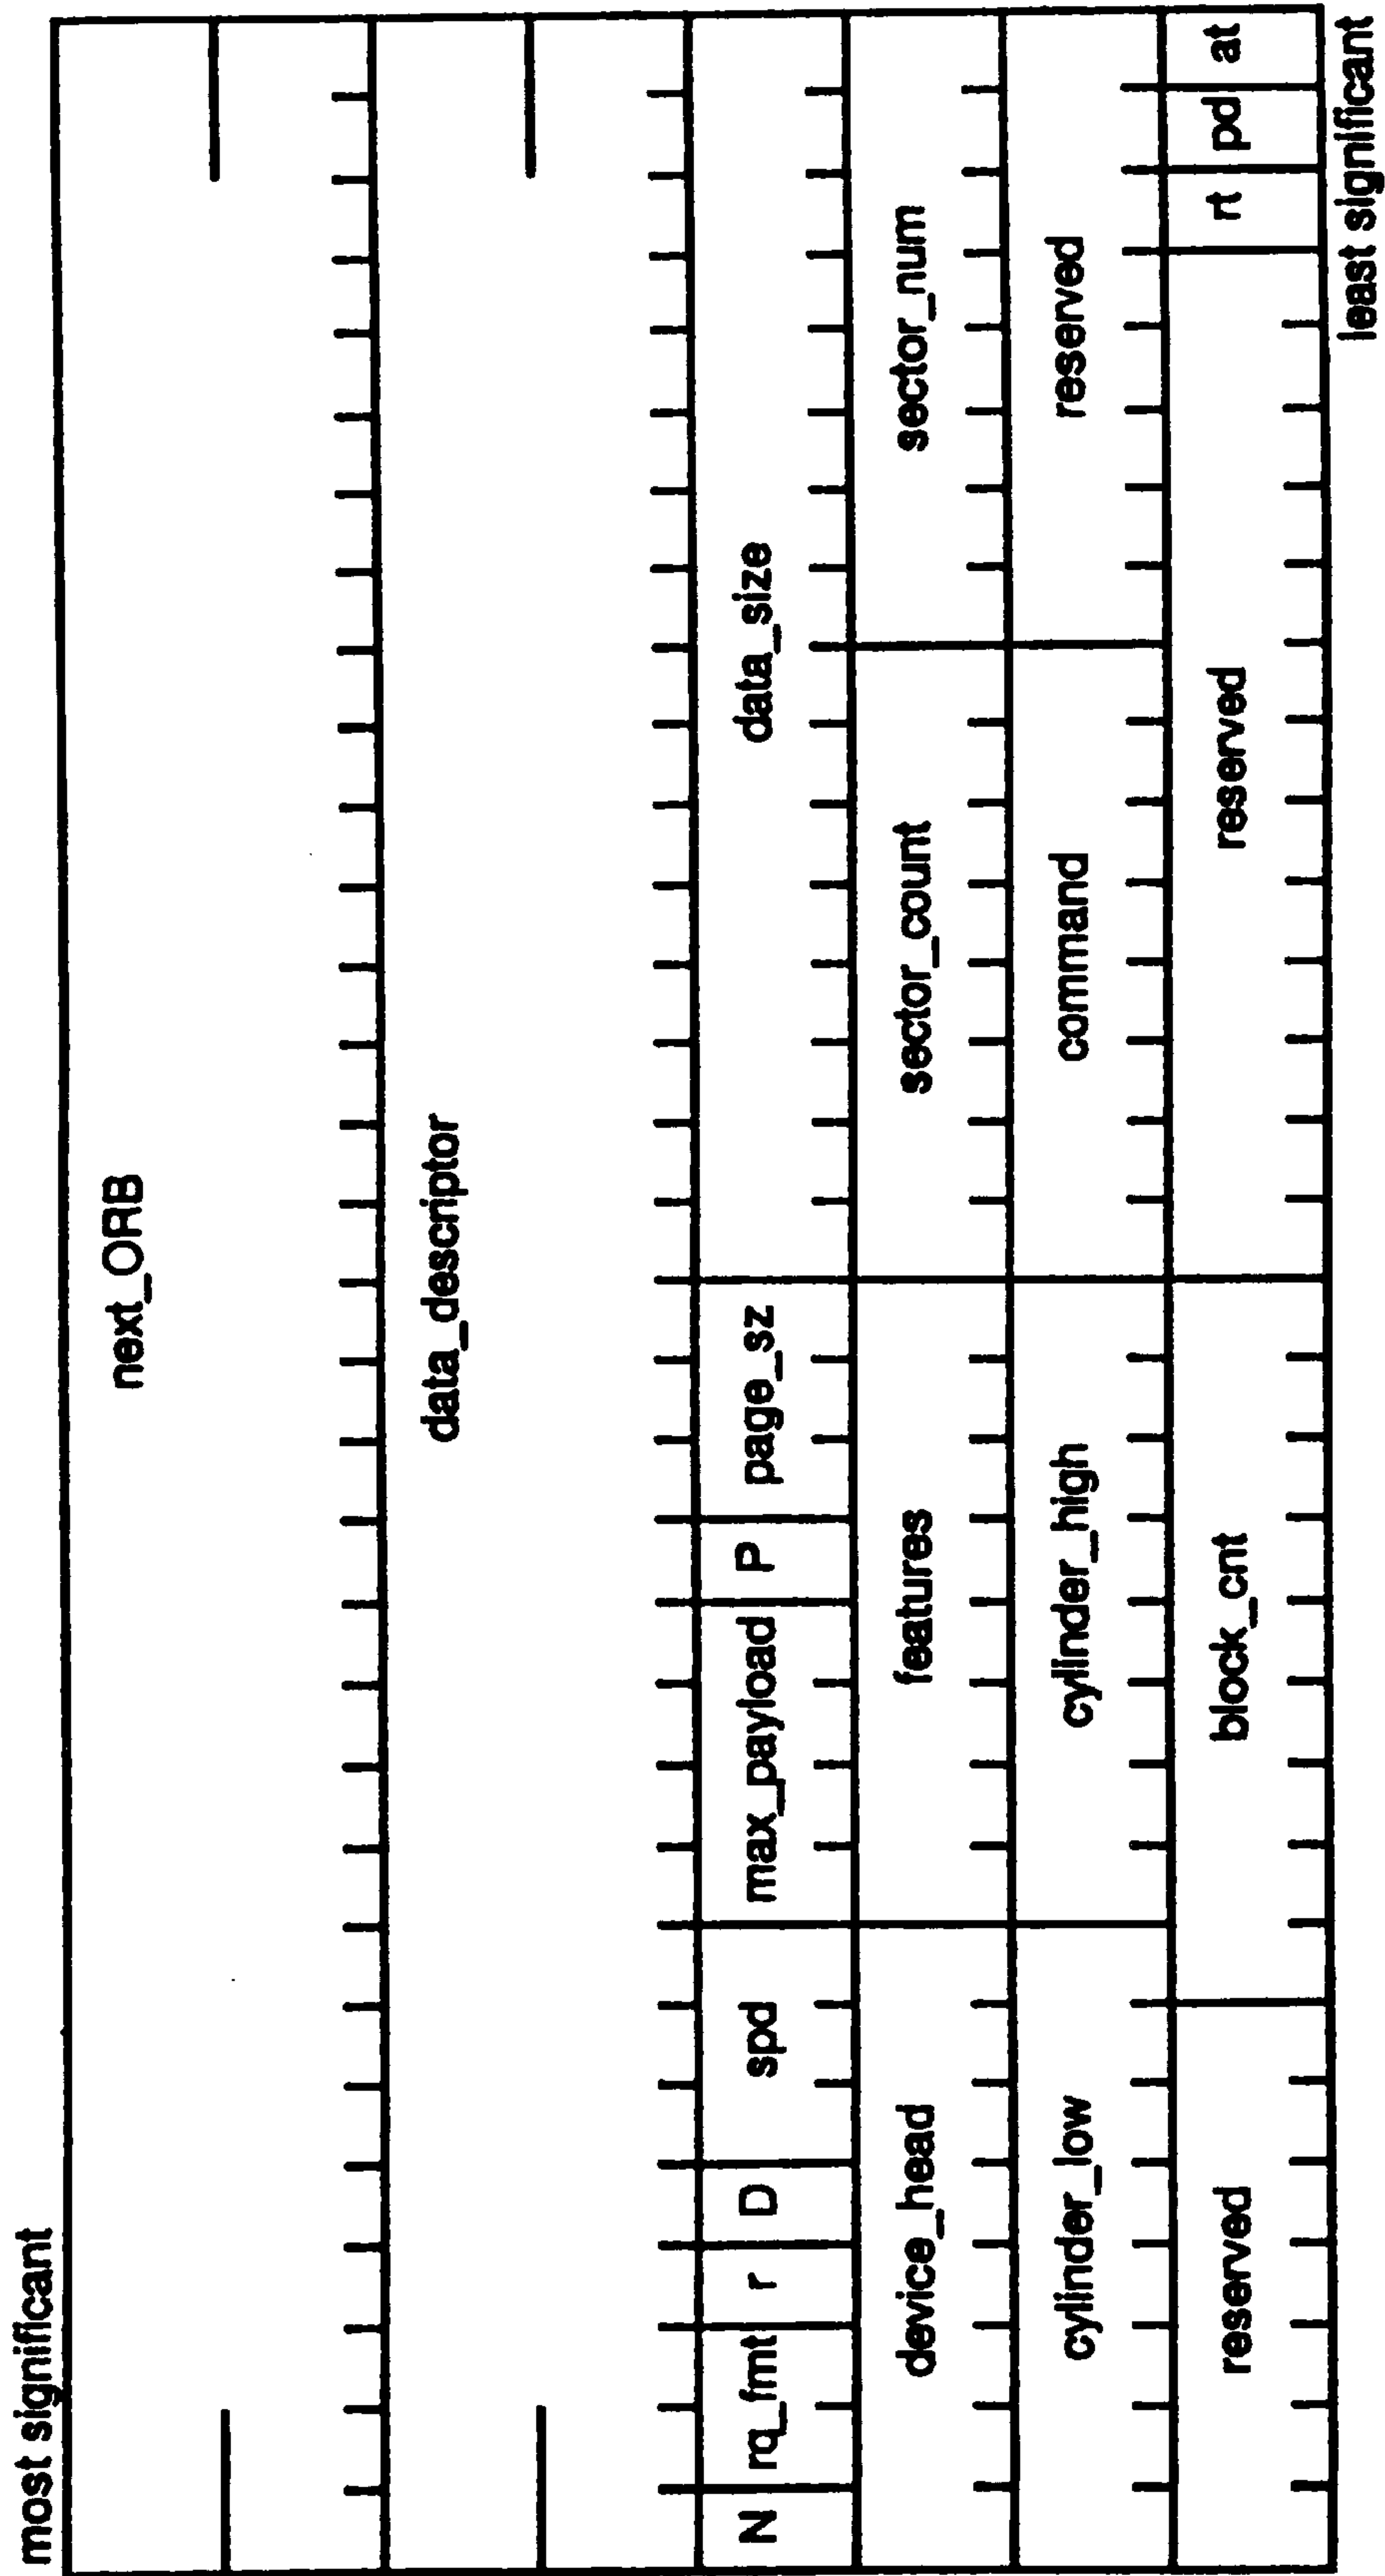 most significant
next_ORB
data_descriptor
N rq_fmt r D spd max_payload P page_sz data_size
device_head features sector_count sector_num
cylinder_low cylinder_high command reserved
reserved block_cnt reserved rt pd at
least significant